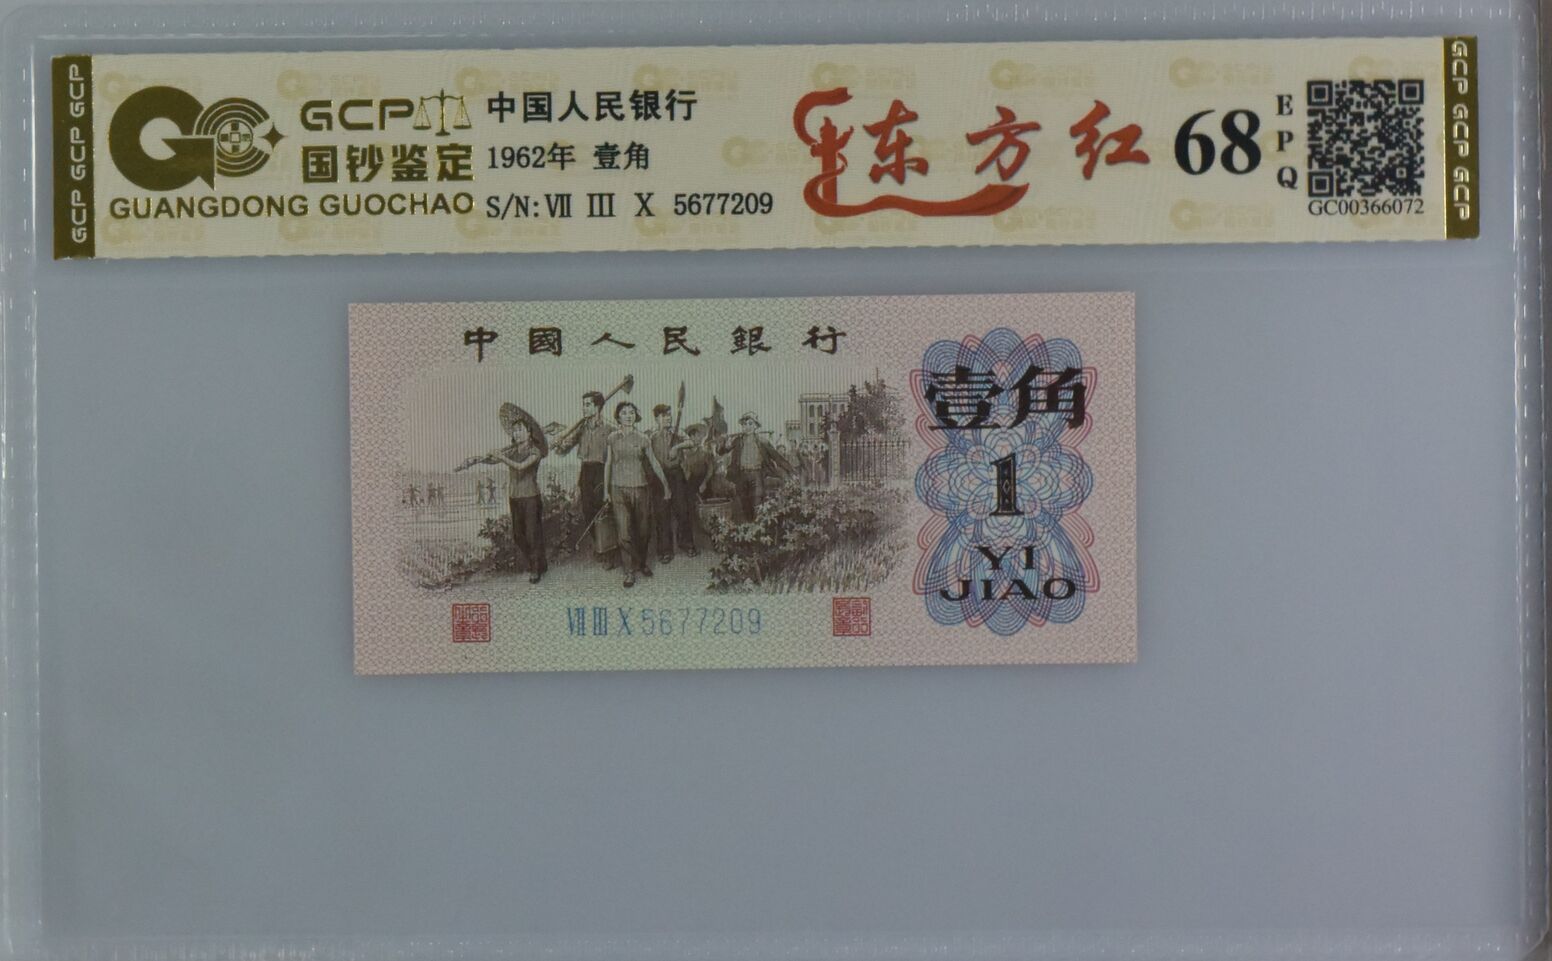 GCP GCP GCP
GCP
国钞鉴定
GUANGDONG GUOCHAO
中国人民银行
1962年 壹角
S/N: Ⅶ Ⅲ Ⅹ 5677209
东方红
68
EPQ
GC00366072
GCP GCP GCP
中國人民銀行
壹角
1
YI
JIAO
Ⅶ Ⅲ Ⅹ 5677209